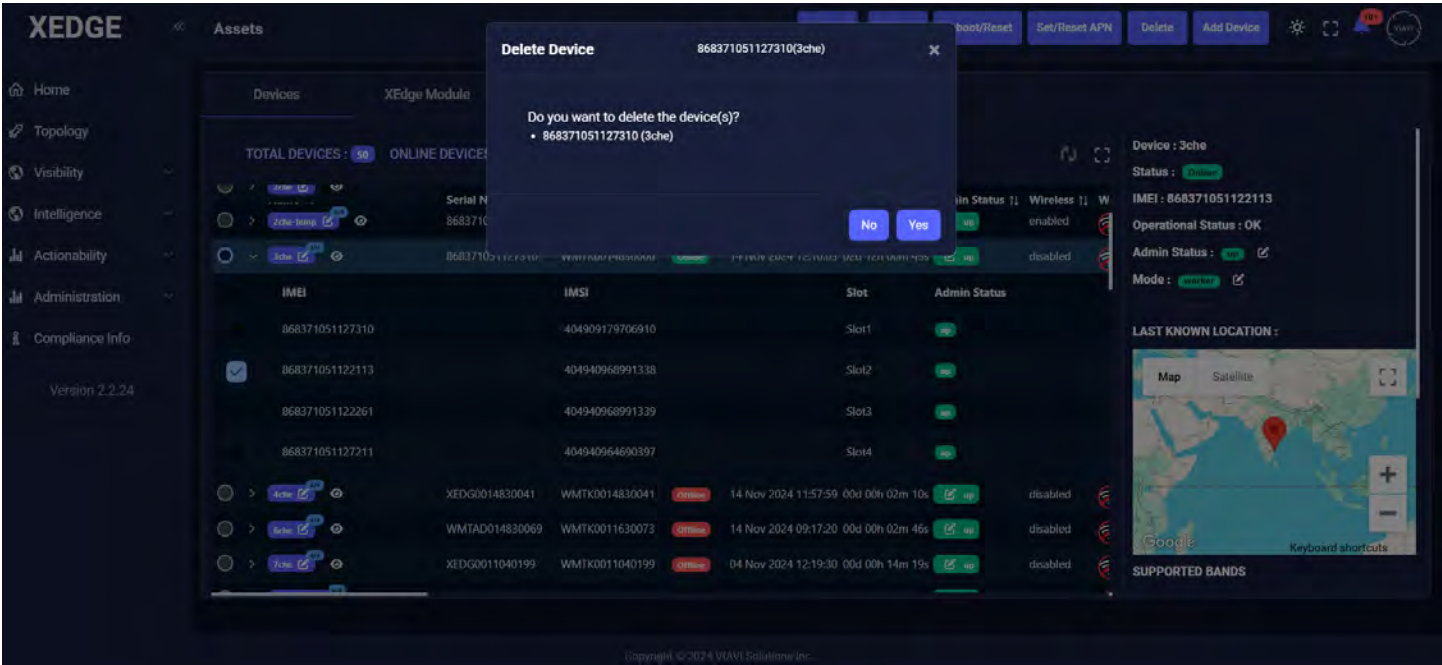 XEDGE
Assets
Set/Reset APN
Delete
Add Device
Delete Device
868371051127310(3che)
Do you want to delete the device(s)?
• 868371051127310 (3che)
No
Yes
Home
Topology
Visibility
Intelligence
Actionability
Administration
Compliance Info
Version 2.2.24
Devices
XEdge Module
TOTAL DEVICES : 50
ONLINE DEVICES
Wireless
2che-temp
enabled
3che
up
disabled
IMEI IMSI Slot Admin Status
868371051127310 404909179706910 Slot1 up
868371051122113 404940968991338 Slot2 up
868371051122261 404940968991339 Slot3 up
868371051127211 404940964690397 Slot4 up
4che XEDG0014830041 WMTK0014830041 Offline 14 Nov 2024 11:57:59 00d 00h 02m 10s up disabled
WMTAD014830069 WMTK0011630073 Offline 14 Nov 2024 09:17:20 00d 00h 02m 46s up disabled
7che XEDG0011040199 WMTK0011040199 Offline 04 Nov 2024 12:19:30 00d 00h 14m 19s up disabled
Device : 3che
Status : Online
IMEI : 868371051122113
Operational Status : OK
Admin Status : up
Mode : worker
LAST KNOWN LOCATION :
Map
Satellite
Google
Keyboard shortcuts
SUPPORTED BANDS
Copyright © 2024 VIAVI Solutions Inc.